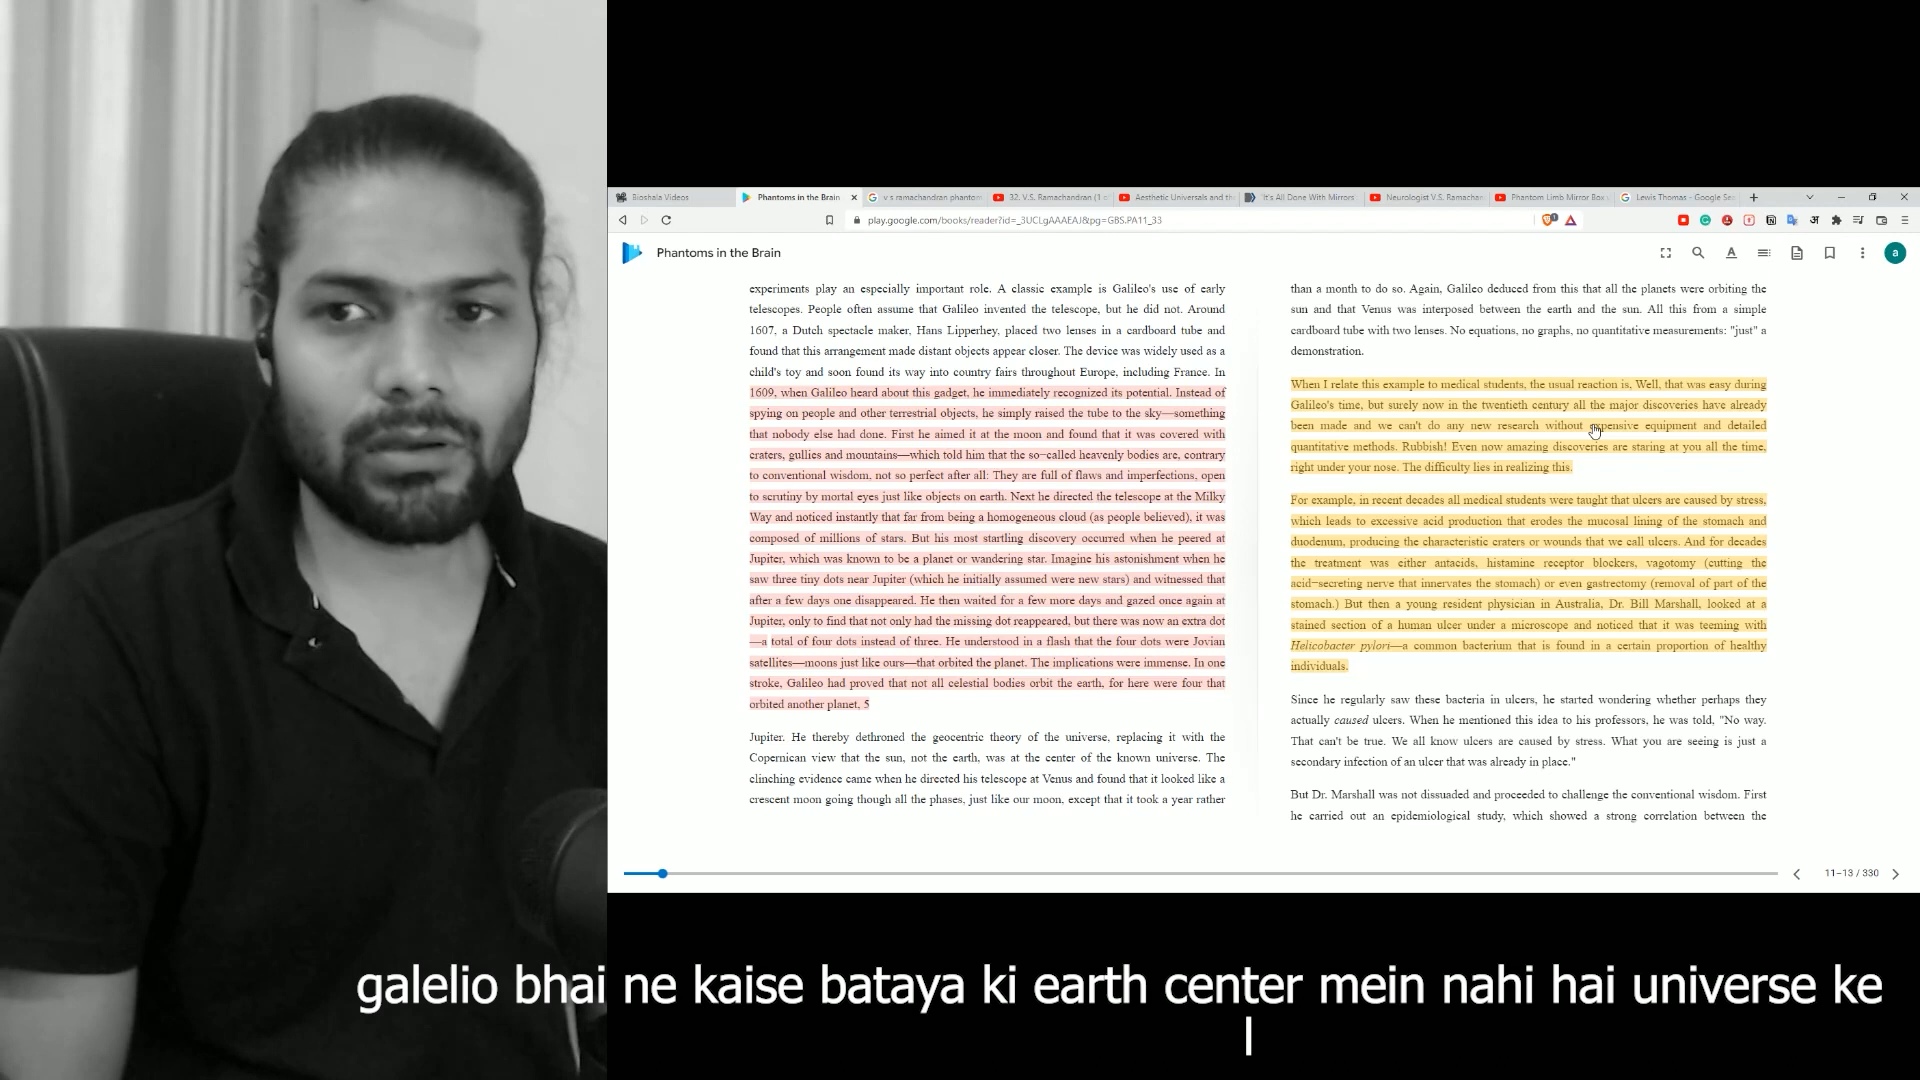 Bioshala Videos
Phantoms in the Brain
v s ramachandran phantom
32. V.S. Ramachandran (1
Aesthetic Universals and th
'It's All Done With Mirrors
Neurologist V.S. Ramachar
Phantom Limb Mirror Box
Lewis Thomas - Google Se
play.google.com/books/reader?id=_3UCLgAAAEAJ&pg=GBS.PA11_33
Phantoms in the Brain
a
experiments play an especially important role. A classic example is Galileo's use of early
telescopes. People often assume that Galileo invented the telescope, but he did not. Around
1607, a Dutch spectacle maker, Hans Lipperhey, placed two lenses in a cardboard tube and
found that this arrangement made distant objects appear closer. The device was widely used as a
child's toy and soon found its way into country fairs throughout Europe, including France. In
1609, when Galileo heard about this gadget, he immediately recognized its potential. Instead of
spying on people and other terrestrial objects, he simply raised the tube to the sky—something
that nobody else had done. First he aimed it at the moon and found that it was covered with
craters, gullies and mountains—which told him that the so−called heavenly bodies are, contrary
to conventional wisdom, not so perfect after all: They are full of flaws and imperfections, open
to scrutiny by mortal eyes just like objects on earth. Next he directed the telescope at the Milky
Way and noticed instantly that far from being a homogeneous cloud (as people believed), it was
composed of millions of stars. But his most startling discovery occurred when he peered at
Jupiter, which was known to be a planet or wandering star. Imagine his astonishment when he
saw three tiny dots near Jupiter (which he initially assumed were new stars) and witnessed that
after a few days one disappeared. He then waited for a few more days and gazed once again at
Jupiter, only to find that not only had the missing dot reappeared, but there was now an extra dot
—a total of four dots instead of three. He understood in a flash that the four dots were Jovian
satellites—moons just like ours—that orbited the planet. The implications were immense. In one
stroke, Galileo had proved that not all celestial bodies orbit the earth, for here were four that
orbited another planet, 5
Jupiter. He thereby dethroned the geocentric theory of the universe, replacing it with the
Copernican view that the sun, not the earth, was at the center of the known universe. The
clinching evidence came when he directed his telescope at Venus and found that it looked like a
crescent moon going though all the phases, just like our moon, except that it took a year rather
than a month to do so. Again, Galileo deduced from this that all the planets were orbiting the
sun and that Venus was interposed between the earth and the sun. All this from a simple
cardboard tube with two lenses. No equations, no graphs, no quantitative measurements: "just" a
demonstration.
When I relate this example to medical students, the usual reaction is, Well, that was easy during
Galileo's time, but surely now in the twentieth century all the major discoveries have already
been made and we can't do any new research without expensive equipment and detailed
quantitative methods. Rubbish! Even now amazing discoveries are staring at you all the time,
right under your nose. The difficulty lies in realizing this.
For example, in recent decades all medical students were taught that ulcers are caused by stress,
which leads to excessive acid production that erodes the mucosal lining of the stomach and
duodenum, producing the characteristic craters or wounds that we call ulcers. And for decades
the treatment was either antacids, histamine receptor blockers, vagotomy (cutting the
acid−secreting nerve that innervates the stomach) or even gastrectomy (removal of part of the
stomach.) But then a young resident physician in Australia, Dr. Bill Marshall, looked at a
stained section of a human ulcer under a microscope and noticed that it was teeming with
Helicobacter pylori—a common bacterium that is found in a certain proportion of healthy
individuals.
Since he regularly saw these bacteria in ulcers, he started wondering whether perhaps they
actually caused ulcers. When he mentioned this idea to his professors, he was told, "No way.
That can't be true. We all know ulcers are caused by stress. What you are seeing is just a
secondary infection of an ulcer that was already in place."
But Dr. Marshall was not dissuaded and proceeded to challenge the conventional wisdom. First
he carried out an epidemiological study, which showed a strong correlation between the
11–13 / 330
galelio bhai ne kaise bataya ki earth center mein nahi hai universe ke
l